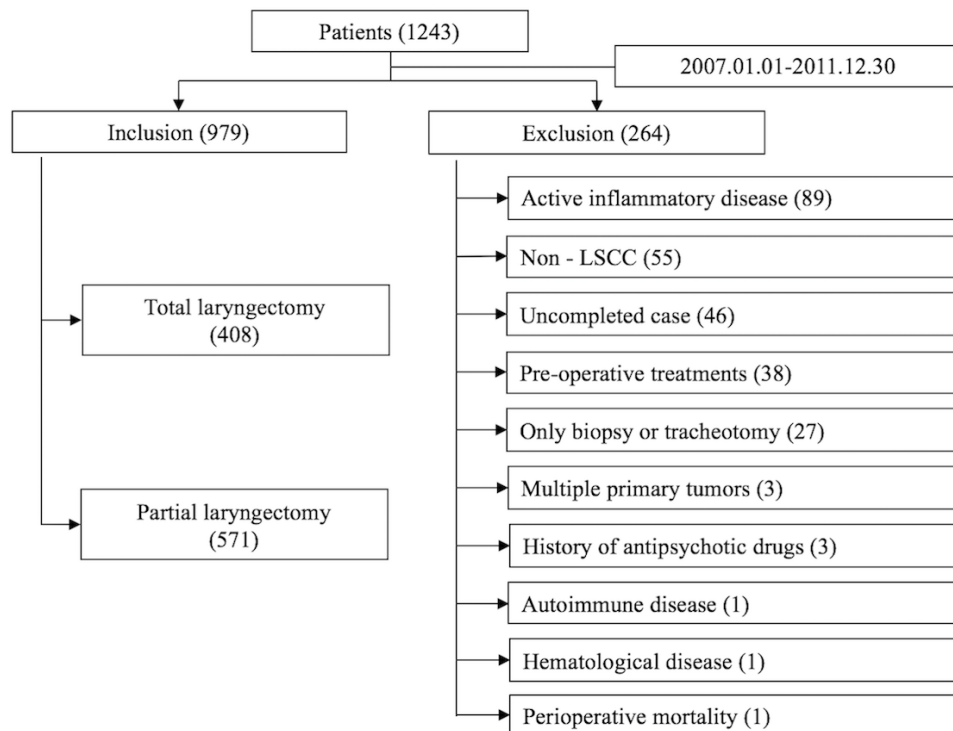 Patients (1243)
2007.01.01-2011.12.30
Inclusion (979)
Exclusion (264)
Total laryngectomy
(408)
Partial laryngectomy
(571)
Active inflammatory disease (89)
Non - LSCC (55)
Uncompleted case (46)
Pre-operative treatments (38)
Only biopsy or tracheotomy (27)
Multiple primary tumors (3)
History of antipsychotic drugs (3)
Autoimmune disease (1)
Hematological disease (1)
Perioperative mortality (1)